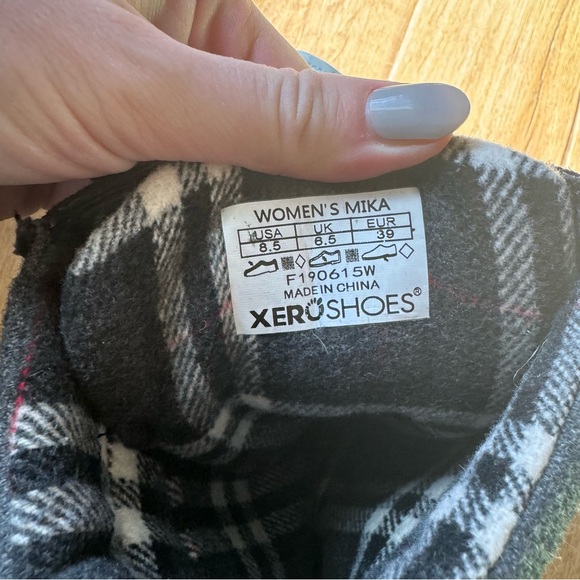 WOMEN'S MIKA
USA UK EUR
8.5 6.5 39
F190615W
MADE IN CHINA
XEROSHOES®